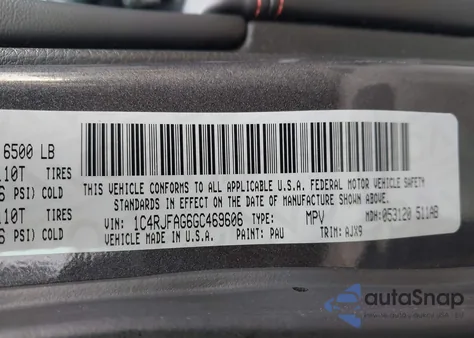 6500 LB
110T TIRES
6 PSI) COLD
110T TIRES
6 PSI) COLD
THIS VEHICLE CONFORMS TO ALL APPLICABLE U.S.A. FEDERAL MOTOR VEHICLE SAFETY
STANDARDS IN EFFECT ON THE DATE OF MANUFACTURE SHOWN ABOVE
VIN: 1C4RJFAG6GC469606 TYPE: MPV MDH:053120 511AB
VEHICLE MADE IN U.S.A. PAINT: PAU TRIM: AJX9
autoSnap